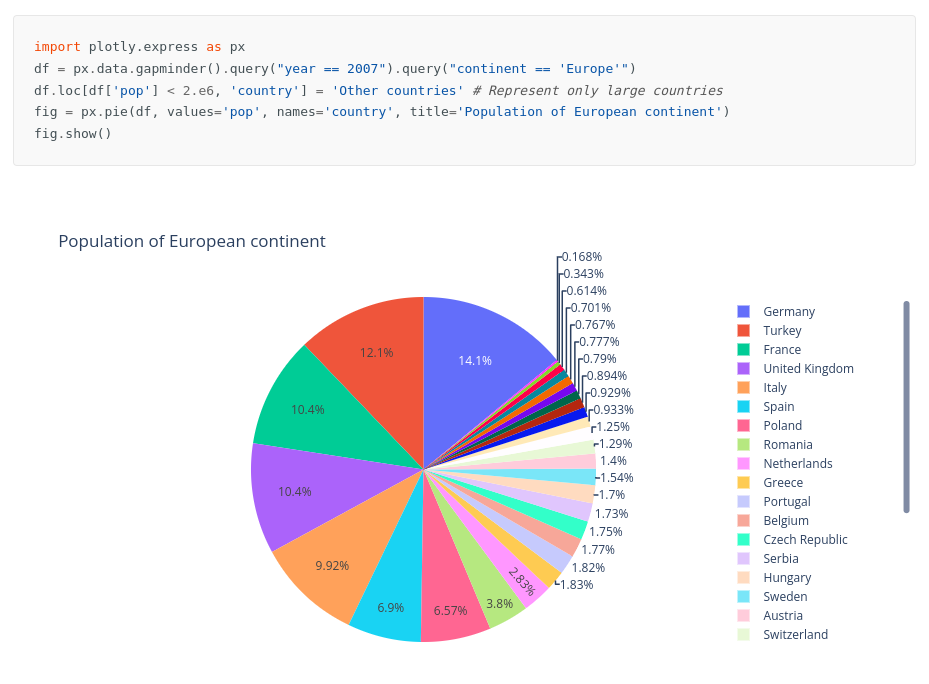 import plotly.express as px
df = px.data.gapminder().query("year == 2007").query("continent == 'Europe'")
df.loc[df['pop'] < 2.e6, 'country'] = 'Other countries' # Represent only large countries
fig = px.pie(df, values='pop', names='country', title='Population of European continent')
fig.show()
Population of European continent
0.168%
0.343%
0.614%
0.701%
0.767%
0.777%
0.79%
0.894%
0.929%
0.933%
1.25%
1.29%
1.4%
1.54%
1.7%
1.73%
1.75%
1.77%
1.82%
1.83%
2.83%
3.8%
6.57%
6.9%
9.92%
10.4%
10.4%
12.1%
14.1%
Germany
Turkey
France
United Kingdom
Italy
Spain
Poland
Romania
Netherlands
Greece
Portugal
Belgium
Czech Republic
Serbia
Hungary
Sweden
Austria
Switzerland